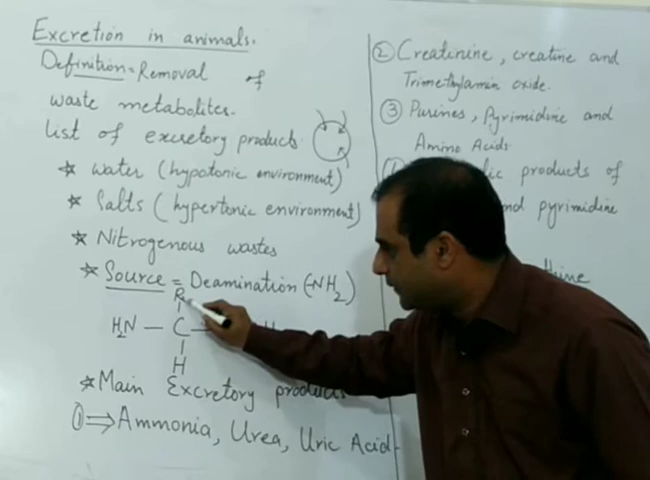 Excretion in animals.
Definition = Removal of
waste metabolites.
list of excretory products
* water (hypotonic environment)
* Salts (hypertonic environment)
* Nitrogenous wastes
* Source = Deamination (-NH2)
R
H2N — C —
H
* Main Excretory products
① ⇒ Ammonia, Urea, Uric Acid.
② Creatinine, creatine and
Trimethylamin oxide.
③ Purines, Pyrimidine and
Amino Acids
products of
pyrimidine